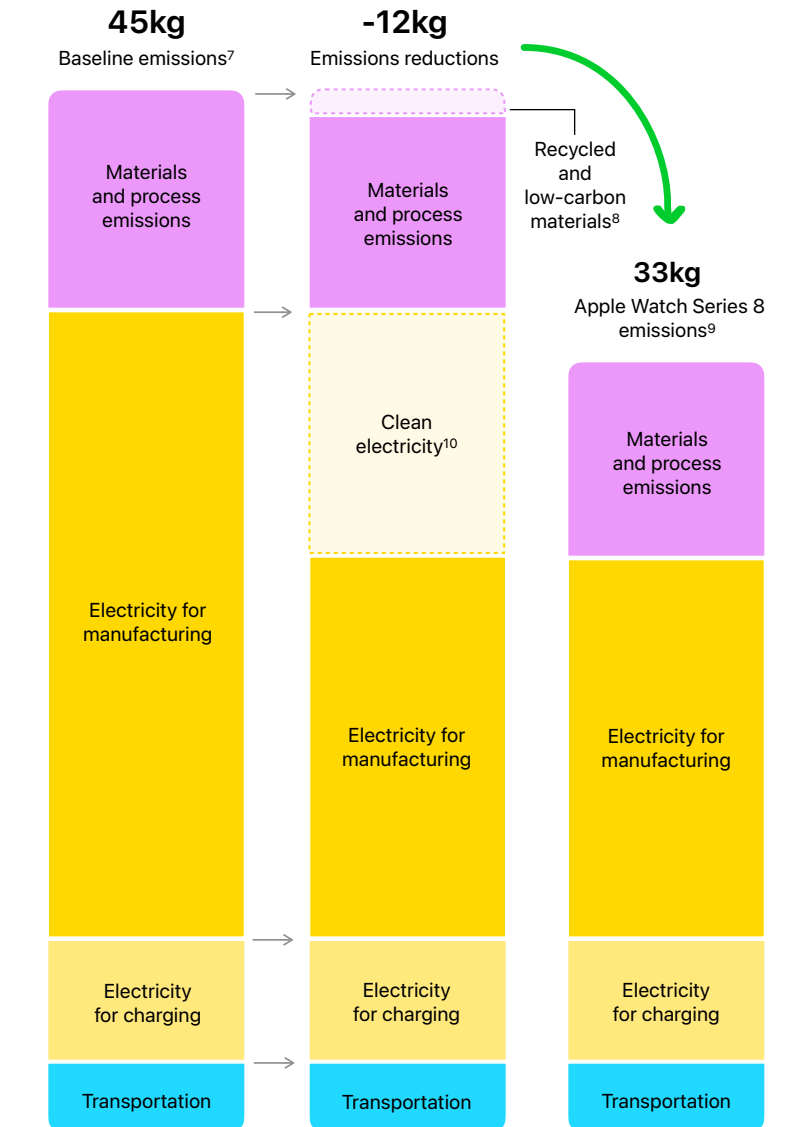 45kg
Baseline emissions⁷
-12kg
Emissions reductions
Materials
and process
emissions
Materials
and process
emissions
Recycled
and
low-carbon
materials⁸
33kg
Apple Watch Series 8
emissions⁹
Clean
electricity¹⁰
Materials
and process
emissions
Electricity for
manufacturing
Electricity for
manufacturing
Electricity for
manufacturing
Electricity
for charging
Electricity
for charging
Electricity
for charging
Transportation
Transportation
Transportation